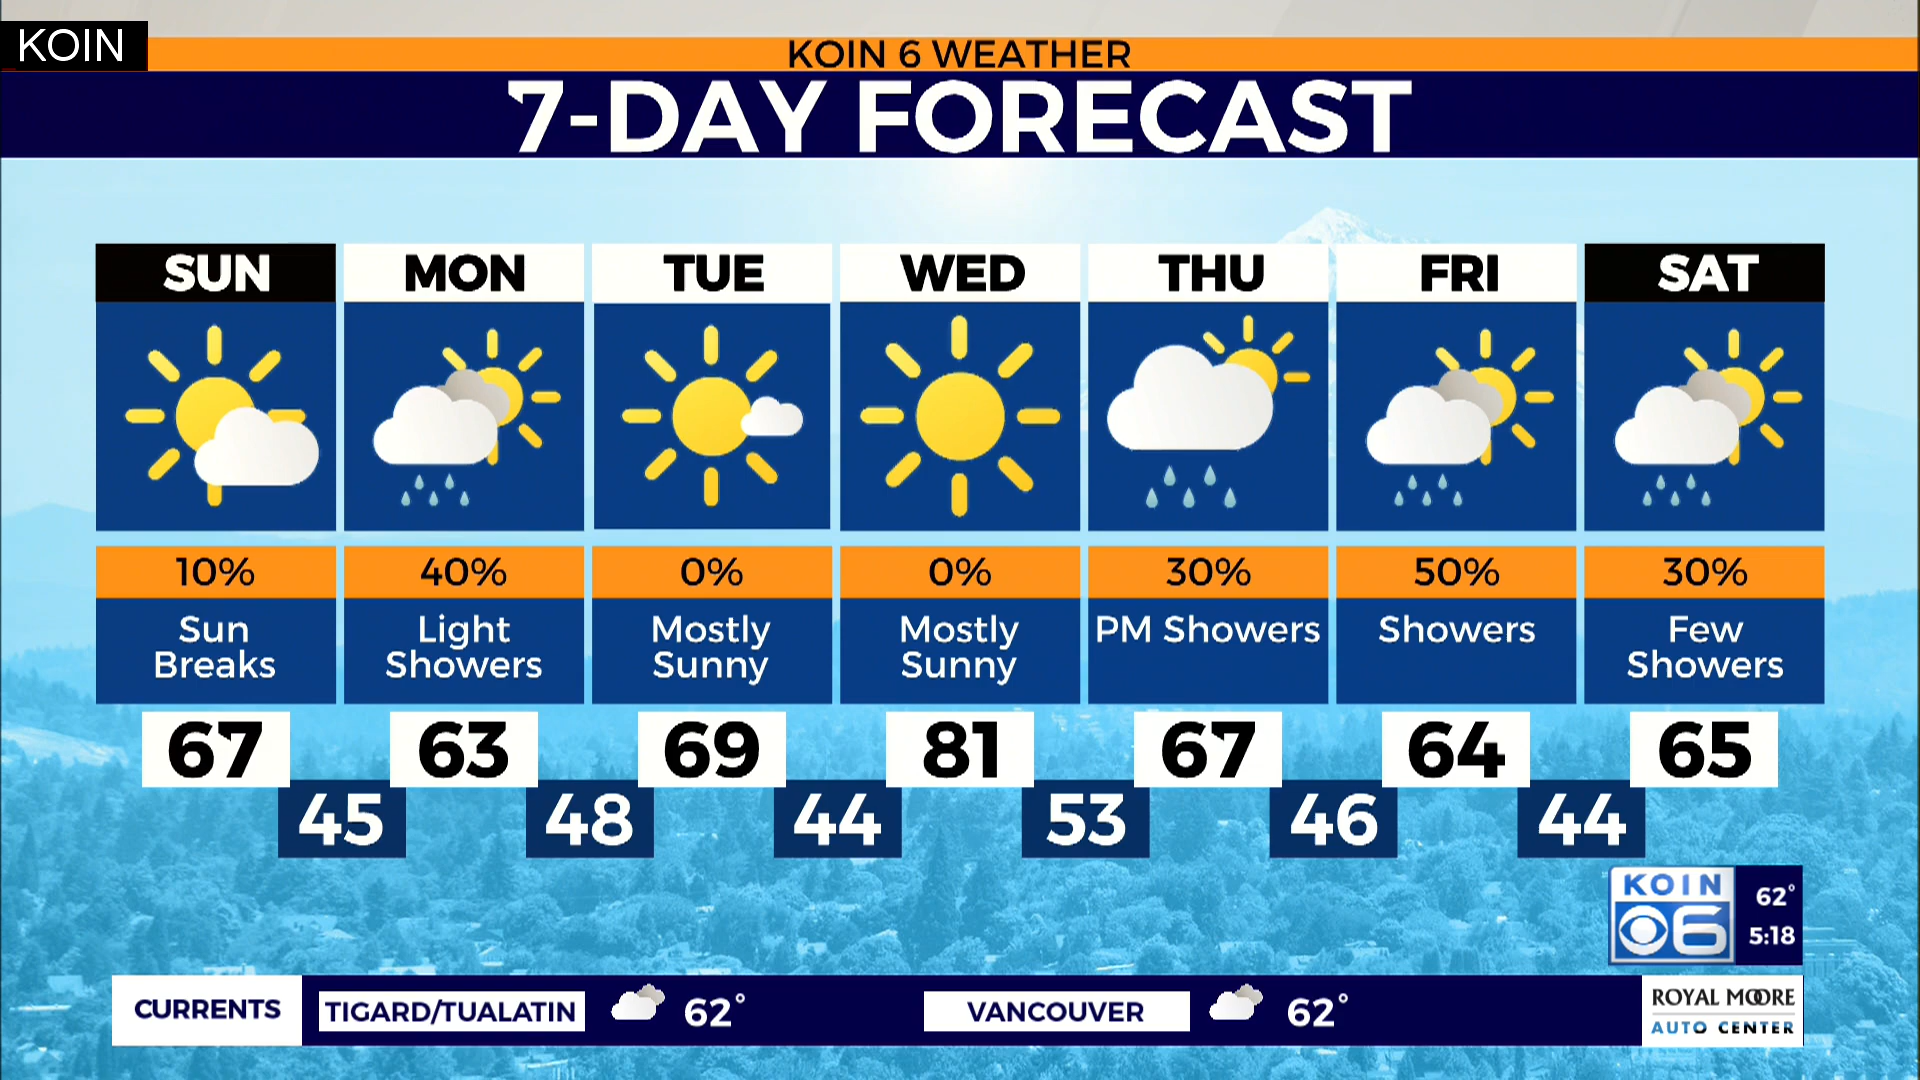 KOIN
KOIN 6 WEATHER
7-DAY FORECAST
SUN MON TUE WED THU FRI SAT
10% 40% 0% 0% 30% 50% 30%
Sun Breaks
Light Showers
Mostly Sunny
Mostly Sunny
PM Showers
Showers
Few Showers
67 63 69 81 67 64 65
45 48 44 53 46 44
KOIN 6
62°
5:18
CURRENTS TIGARD/TUALATIN 62° VANCOUVER 62°
ROYAL MOORE
AUTO CENTER